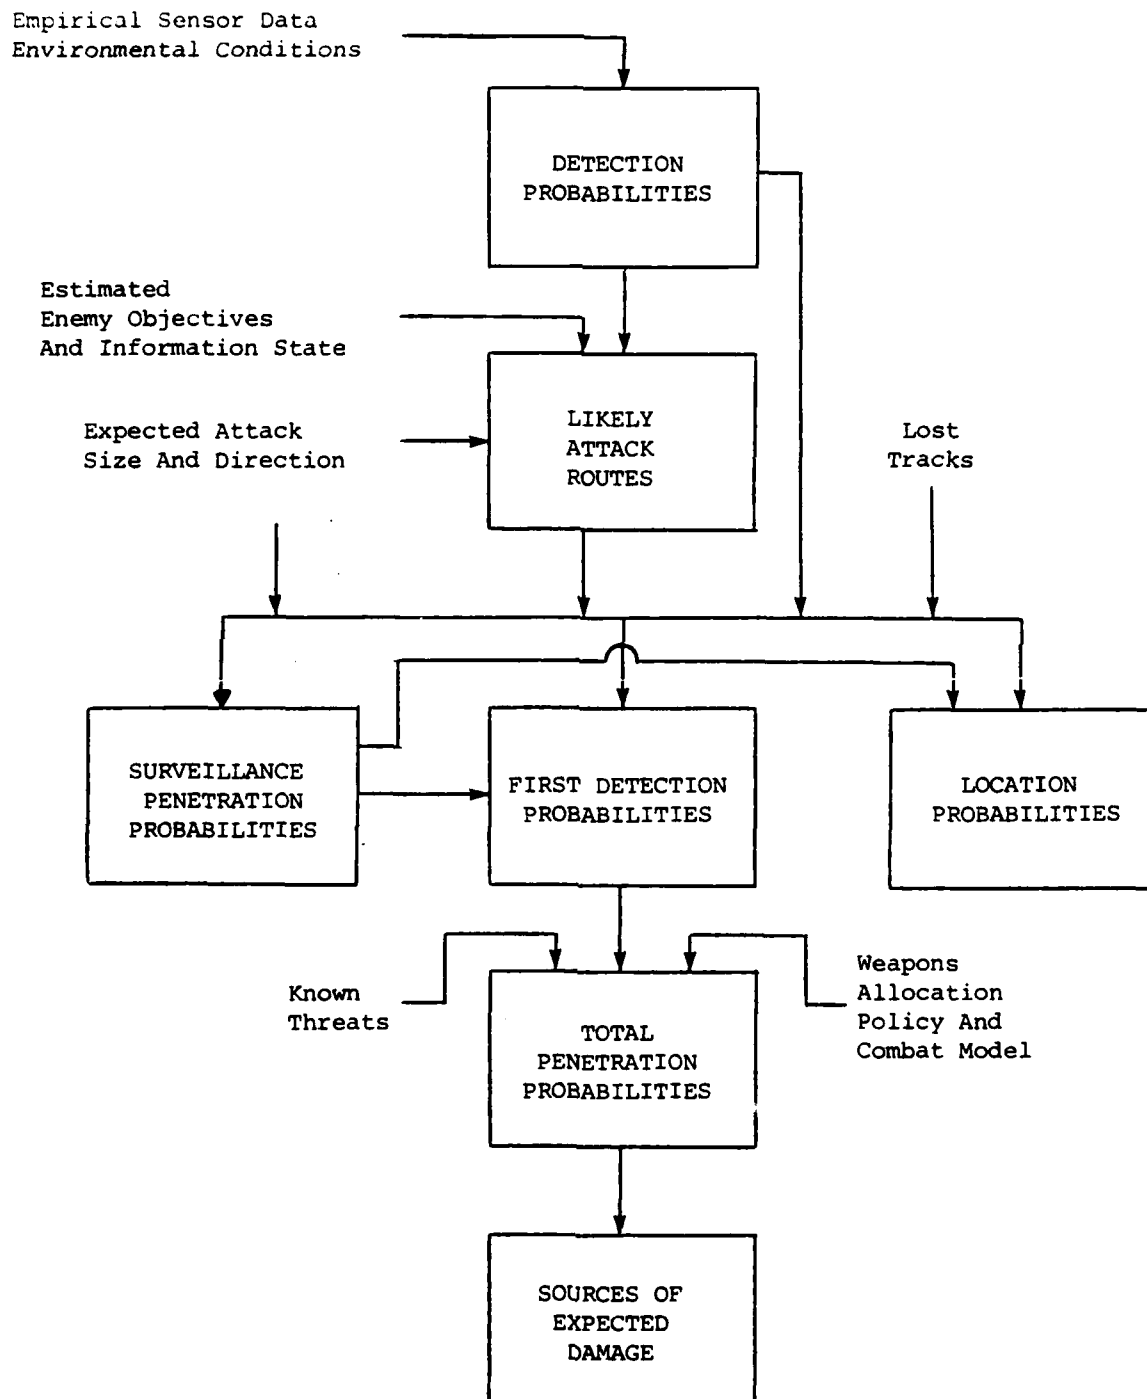 Empirical Sensor Data
Environmental Conditions
DETECTION
PROBABILITIES
Estimated
Enemy Objectives
And Information State
LIKELY
ATTACK
ROUTES
Expected Attack
Size And Direction
Lost
Tracks
SURVEILLANCE
PENETRATION
PROBABILITIES
FIRST DETECTION
PROBABILITIES
LOCATION
PROBABILITIES
Known
Threats
Weapons
Allocation
Policy And
Combat Model
TOTAL
PENETRATION
PROBABILITIES
SOURCES OF
EXPECTED
DAMAGE